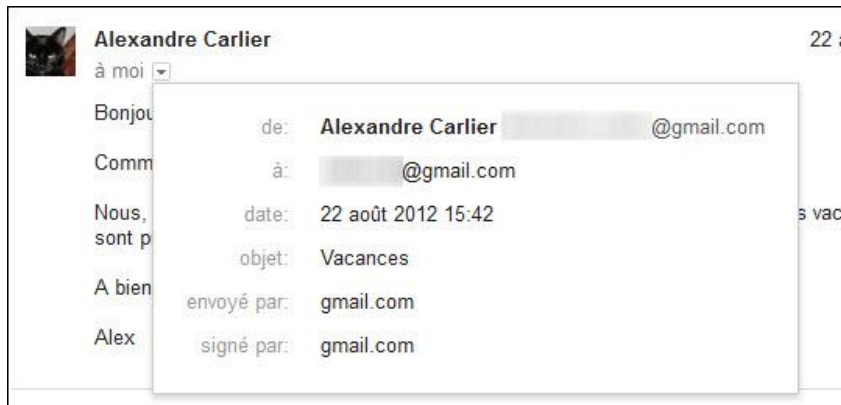 Alexandre Carlier 22
à moi
Bonjou
de: Alexandre Carlier @gmail.com
Comm
à: @gmail.com
Nous, date: 22 août 2012 15:42 s vac
sont p
objet: Vacances
A bien
envoyé par: gmail.com
Alex
signé par: gmail.com